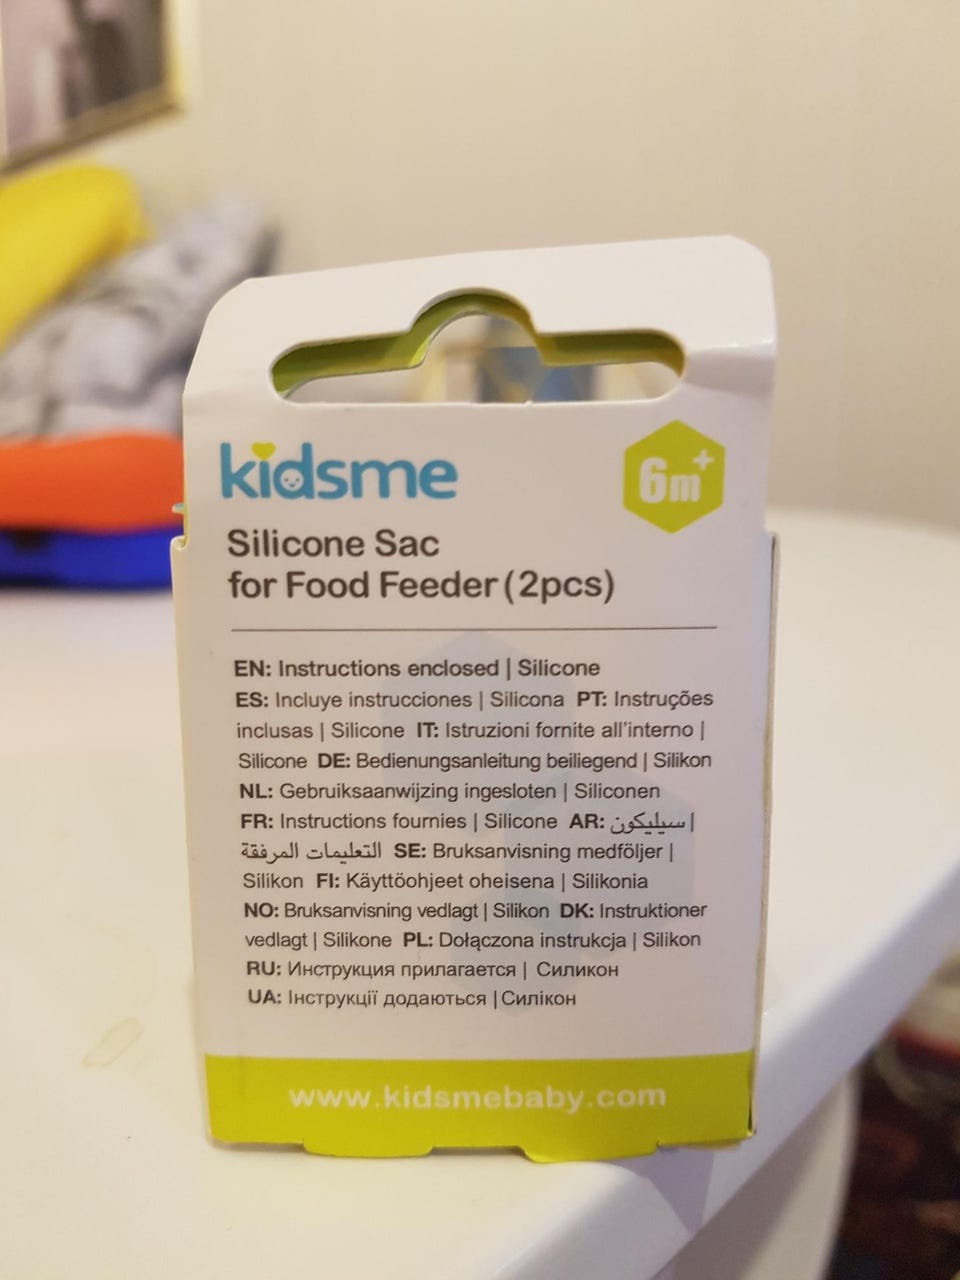 kidsme
6m+
Silicone Sac
for Food Feeder (2pcs)
EN: Instructions enclosed | Silicone
ES: Incluye instrucciones | Silicona PT: Instruções
inclusas | Silicone IT: Istruzioni fornite all'interno |
Silicone DE: Bedienungsanleitung beiliegend | Silikon
NL: Gebruiksaanwijzing ingesloten | Siliconen
FR: Instructions fournies | Silicone AR: سيليكون |
التعليمات المرفقة SE: Bruksanvisning medföljer |
Silikon FI: Käyttöohjeet oheisena | Silikonia
NO: Bruksanvisning vedlagt | Silikon DK: Instruktioner
vedlagt | Silikone PL: Dołączona instrukcja | Silikon
RU: Инструкция прилагается | Силикон
UA: Інструкції додаються | Силікон
www.kidsmebaby.com